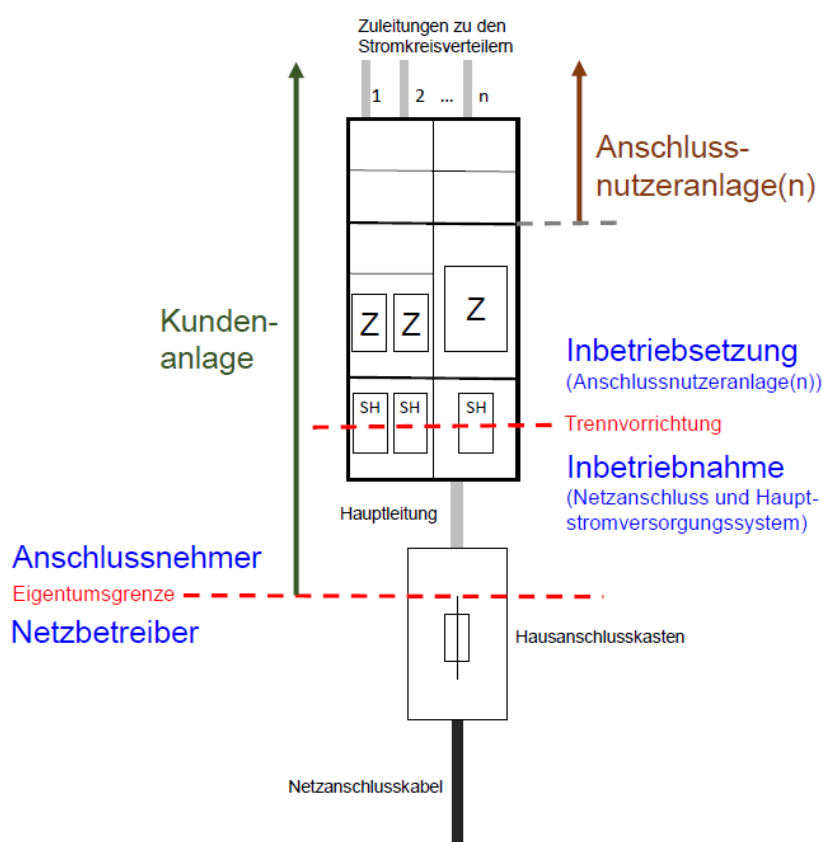 Zuleitungen zu den
Stromkreisverteilern
1 2 ... n
Anschluss-
nutzeranlage(n)
Kunden-
anlage
Z Z Z
Inbetriebsetzung
(Anschlussnutzeranlage(n))
SH SH SH
Trennvorrichtung
Inbetriebnahme
(Netzanschluss und Haupt-
stromversorgungssystem)
Hauptleitung
Anschlussnehmer
Eigentumsgrenze
Netzbetreiber
Hausanschlusskasten
Netzanschlusskabel